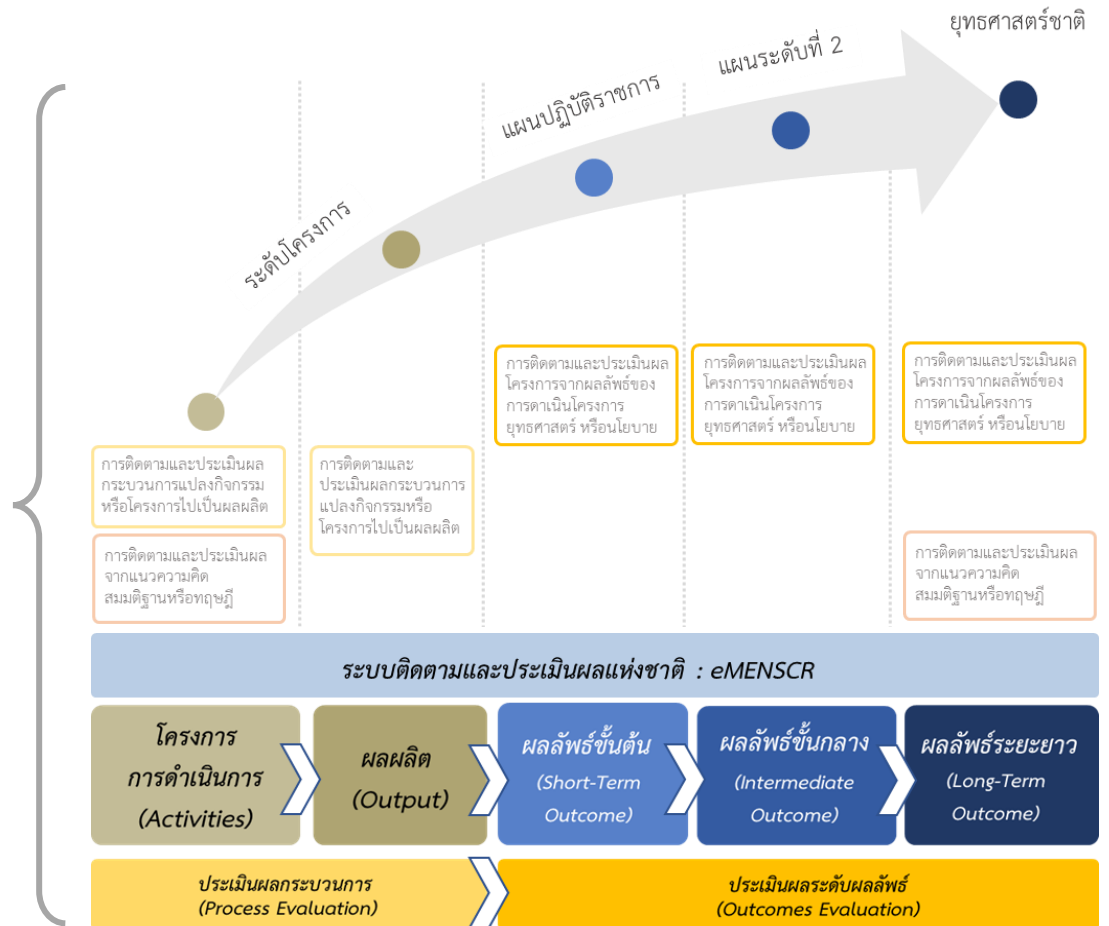 ยุทธศาสตร์ชาติ
แผนระดับที่ 2
แผนปฏิบัติราชการ
ระดับโครงการ
การติดตามและประเมินผล
โครงการจากผลลัพธ์ของ
การดาเนินโครงการ
ยุทธศาสตร์ หรือนโยบาย
การติดตามและประเมินผล
โครงการจากผลลัพธ์ของ
การดาเนินโครงการ
ยุทธศาสตร์ หรือนโยบาย
การติดตามและประเมินผล
โครงการจากผลลัพธ์ของ
การดาเนินโครงการ
ยุทธศาสตร์ หรือนโยบาย
การติดตามและประเมินผล
กระบวนการแปลงกิจกรรม
หรือโครงการไปเป็นผลผลิต
การติดตามและ
ประเมินผลกระบวนการ
แปลงกิจกรรมหรือ
โครงการไปเป็นผลผลิต
การติดตามและประเมินผล
จากแนวความคิด
สมมติฐานหรือทฤษฎี
การติดตามและประเมินผล
จากแนวความคิด
สมมติฐานหรือทฤษฎี
ระบบติดตามและประเมินผลแห่งชาติ : eMENSCR
โครงการ
การดำเนินการ
(Activities)
ผลผลิต
(Output)
ผลลัพธ์ขั้นต้น
(Short-Term
Outcome)
ผลลัพธ์ขั้นกลาง
(Intermediate
Outcome)
ผลลัพธ์ระยะยาว
(Long-Term
Outcome)
ประเมินผลกระบวนการ
(Process Evaluation)
ประเมินผลระดับผลลัพธ์
(Outcomes Evaluation)